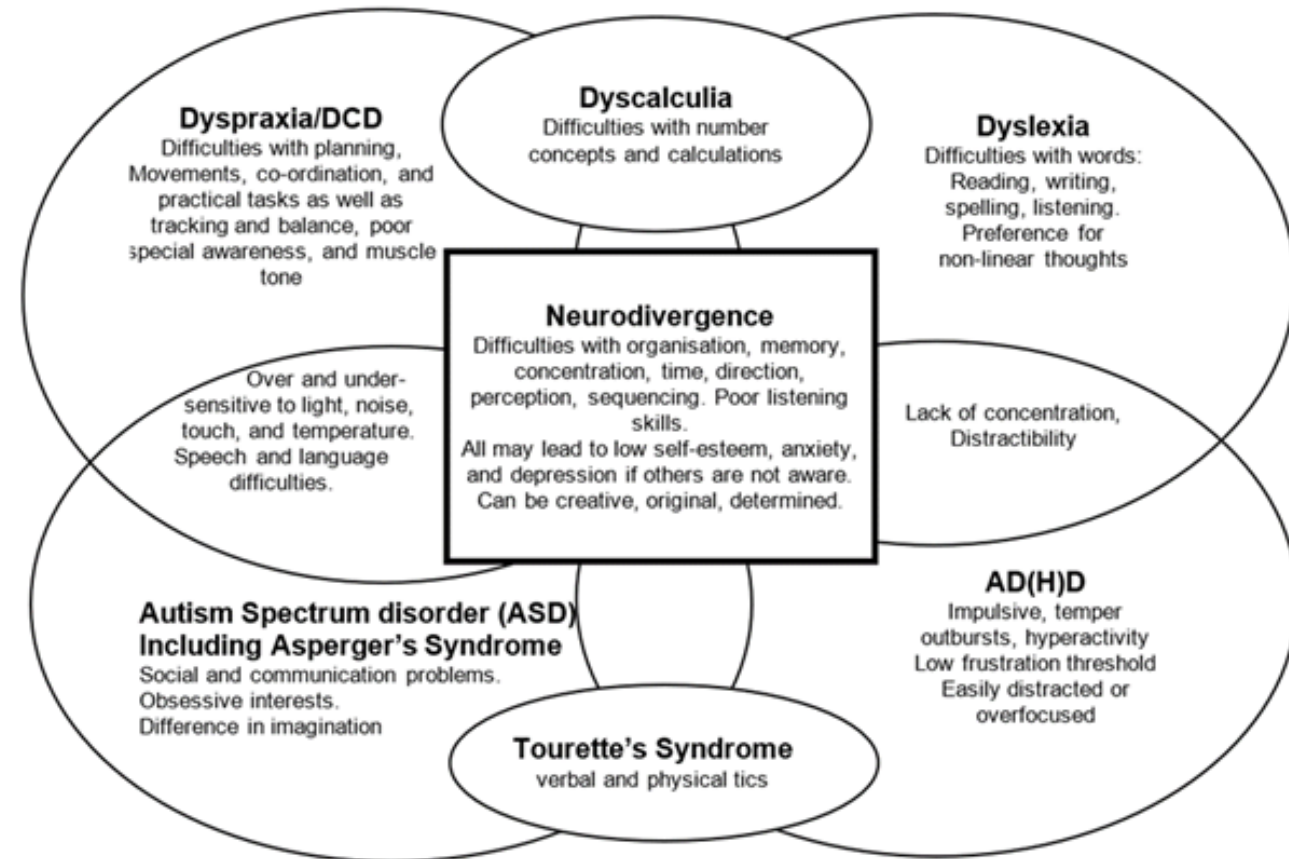 Dyspraxia/DCD
Difficulties with planning,
Movements, co-ordination, and
practical tasks as well as
tracking and balance, poor
special awareness, and muscle
tone
Dyscalculia
Difficulties with number
concepts and calculations
Dyslexia
Difficulties with words:
Reading, writing,
spelling, listening.
Preference for
non-linear thoughts
Neurodivergence
Difficulties with organisation, memory,
concentration, time, direction,
perception, sequencing. Poor listening
skills.
All may lead to low self-esteem, anxiety,
and depression if others are not aware.
Can be creative, original, determined.
Over and under-
sensitive to light, noise,
touch, and temperature.
Speech and language
difficulties.
Lack of concentration,
Distractibility
Autism Spectrum disorder (ASD)
Including Asperger's Syndrome
Social and communication problems.
Obsessive interests.
Difference in imagination
AD(H)D
Impulsive, temper
outbursts, hyperactivity
Low frustration threshold
Easily distracted or
overfocused
Tourette's Syndrome
verbal and physical tics